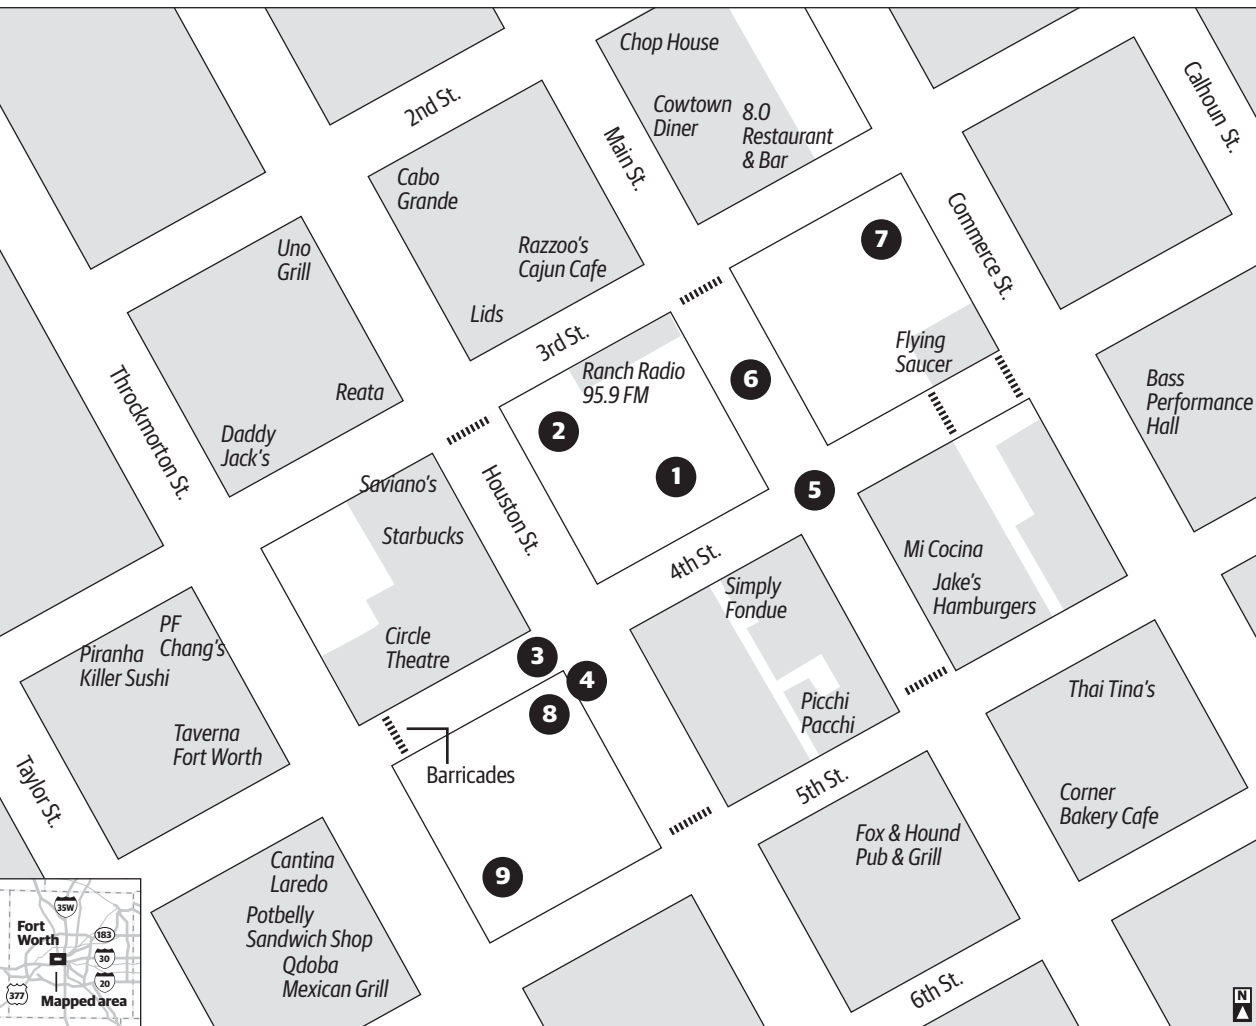 Chop House
Calhoun St.
2nd St.
Cowtown
Diner
8.0
Restaurant
& Bar
Main St.
Cabo
Grande
Commerce St.
7
Uno
Grill
Razzoo's
Cajun Cafe
Lids
3rd St.
Flying
Saucer
Ranch Radio
95.9 FM
6
Bass
Performance
Hall
Throckmorton St.
Reata
2
Daddy
Jack's
1
5
Saviano's
Houston St.
Starbucks
4th St.
Mi Cocina
Jake's
Hamburgers
Simply
Fondue
PF
Chang's
Piranha
Killer Sushi
Circle
Theatre
3
4
8
Thai Tina's
Picchi
Pacchi
Taverna
Fort Worth
Taylor St.
Barricades
5th St.
Corner
Bakery Cafe
Fox & Hound
Pub & Grill
9
Cantina
Laredo
Potbelly
Sandwich Shop
Qdoba
Mexican Grill
6th St.
35W
Fort
Worth
183
30
20
377
Mapped area
N